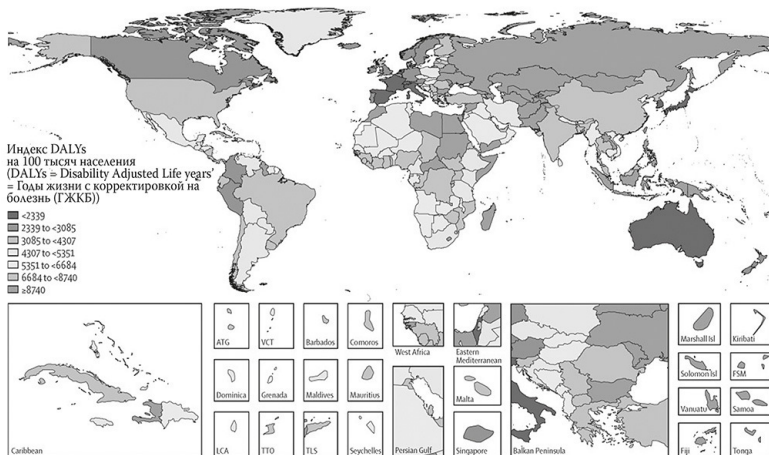 Индекс DALYs
на 100 тысяч населения
(DALYs = Disability Adjusted Life years'
= Годы жизни с корректировкой на
болезнь (ГЖКБ))
<2339
2339 to <3085
3085 to <4307
4307 to <5351
5351 to <6684
6684 to <8740
≥8740
Caribbean
ATG
VCT
Barbados
Comoros
West Africa
Eastern
Mediterranean
Dominica
Grenada
Maldives
Mauritius
Malta
LCA
TTO
TLS
Seychelles
Persian Gulf
Singapore
Balkan Peninsula
Marshall Isl
Kiribati
Solomon Isl
FSM
Vanuatu
Samoa
Fiji
Tonga